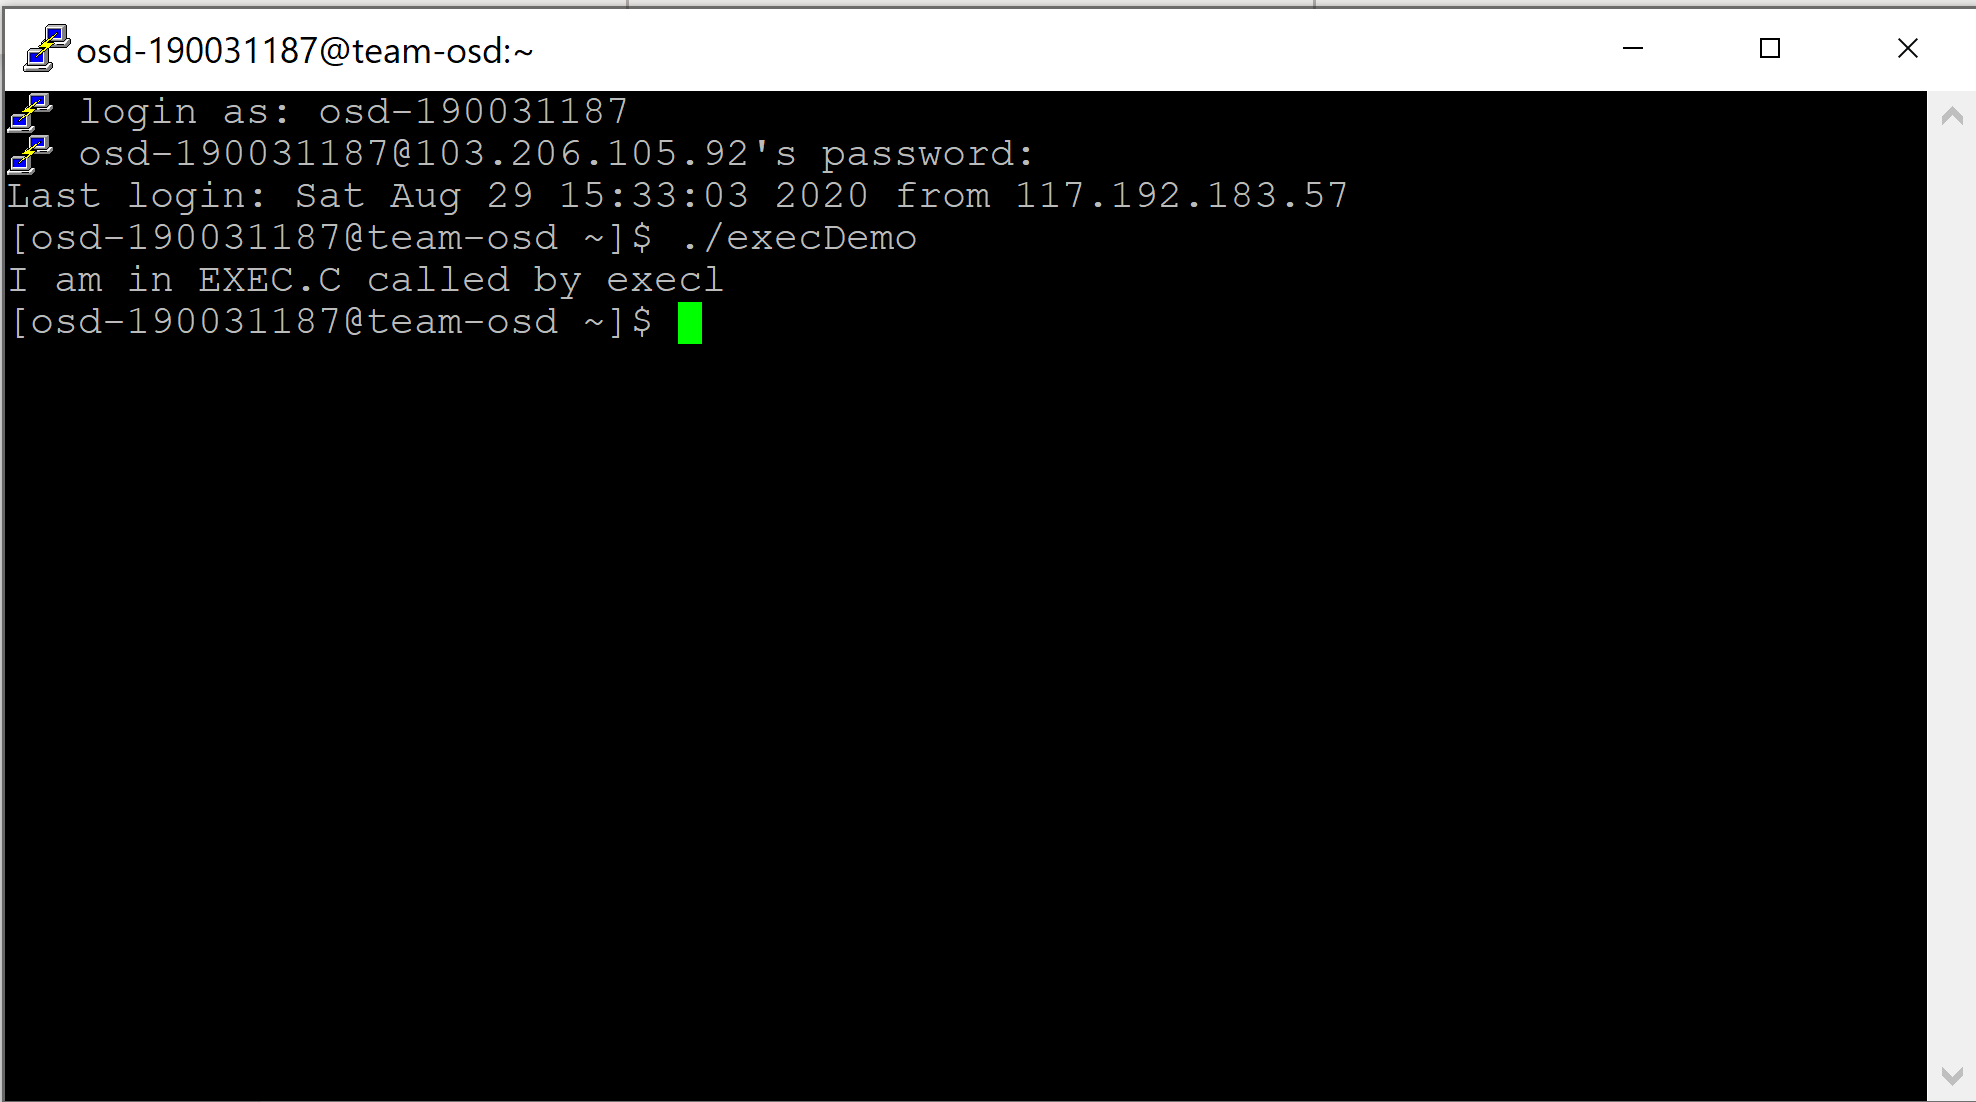 osd-190031187@team-osd:~
login as: osd-190031187
osd-190031187@103.206.105.92's password:
Last login: Sat Aug 29 15:33:03 2020 from 117.192.183.57
[osd-190031187@team-osd ~]$ ./execDemo
I am in EXEC.C called by execl
[osd-190031187@team-osd ~]$